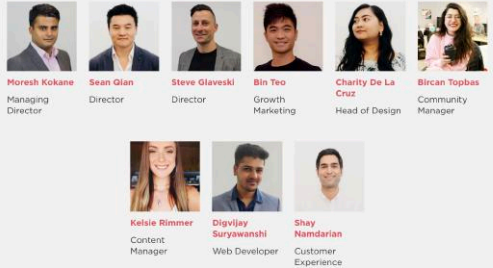 Moresh Kokane
Managing
Director
Sean Qian
Director
Steve Glaveski
Director
Bin Teo
Growth
Marketing
Charity De La
Cruz
Head of Design
Bircan Topbas
Community
Manager
Kelsie Rimmer
Content
Manager
Digvijay
Suryawanshi
Web Developer
Shay
Namdarian
Customer
Experience